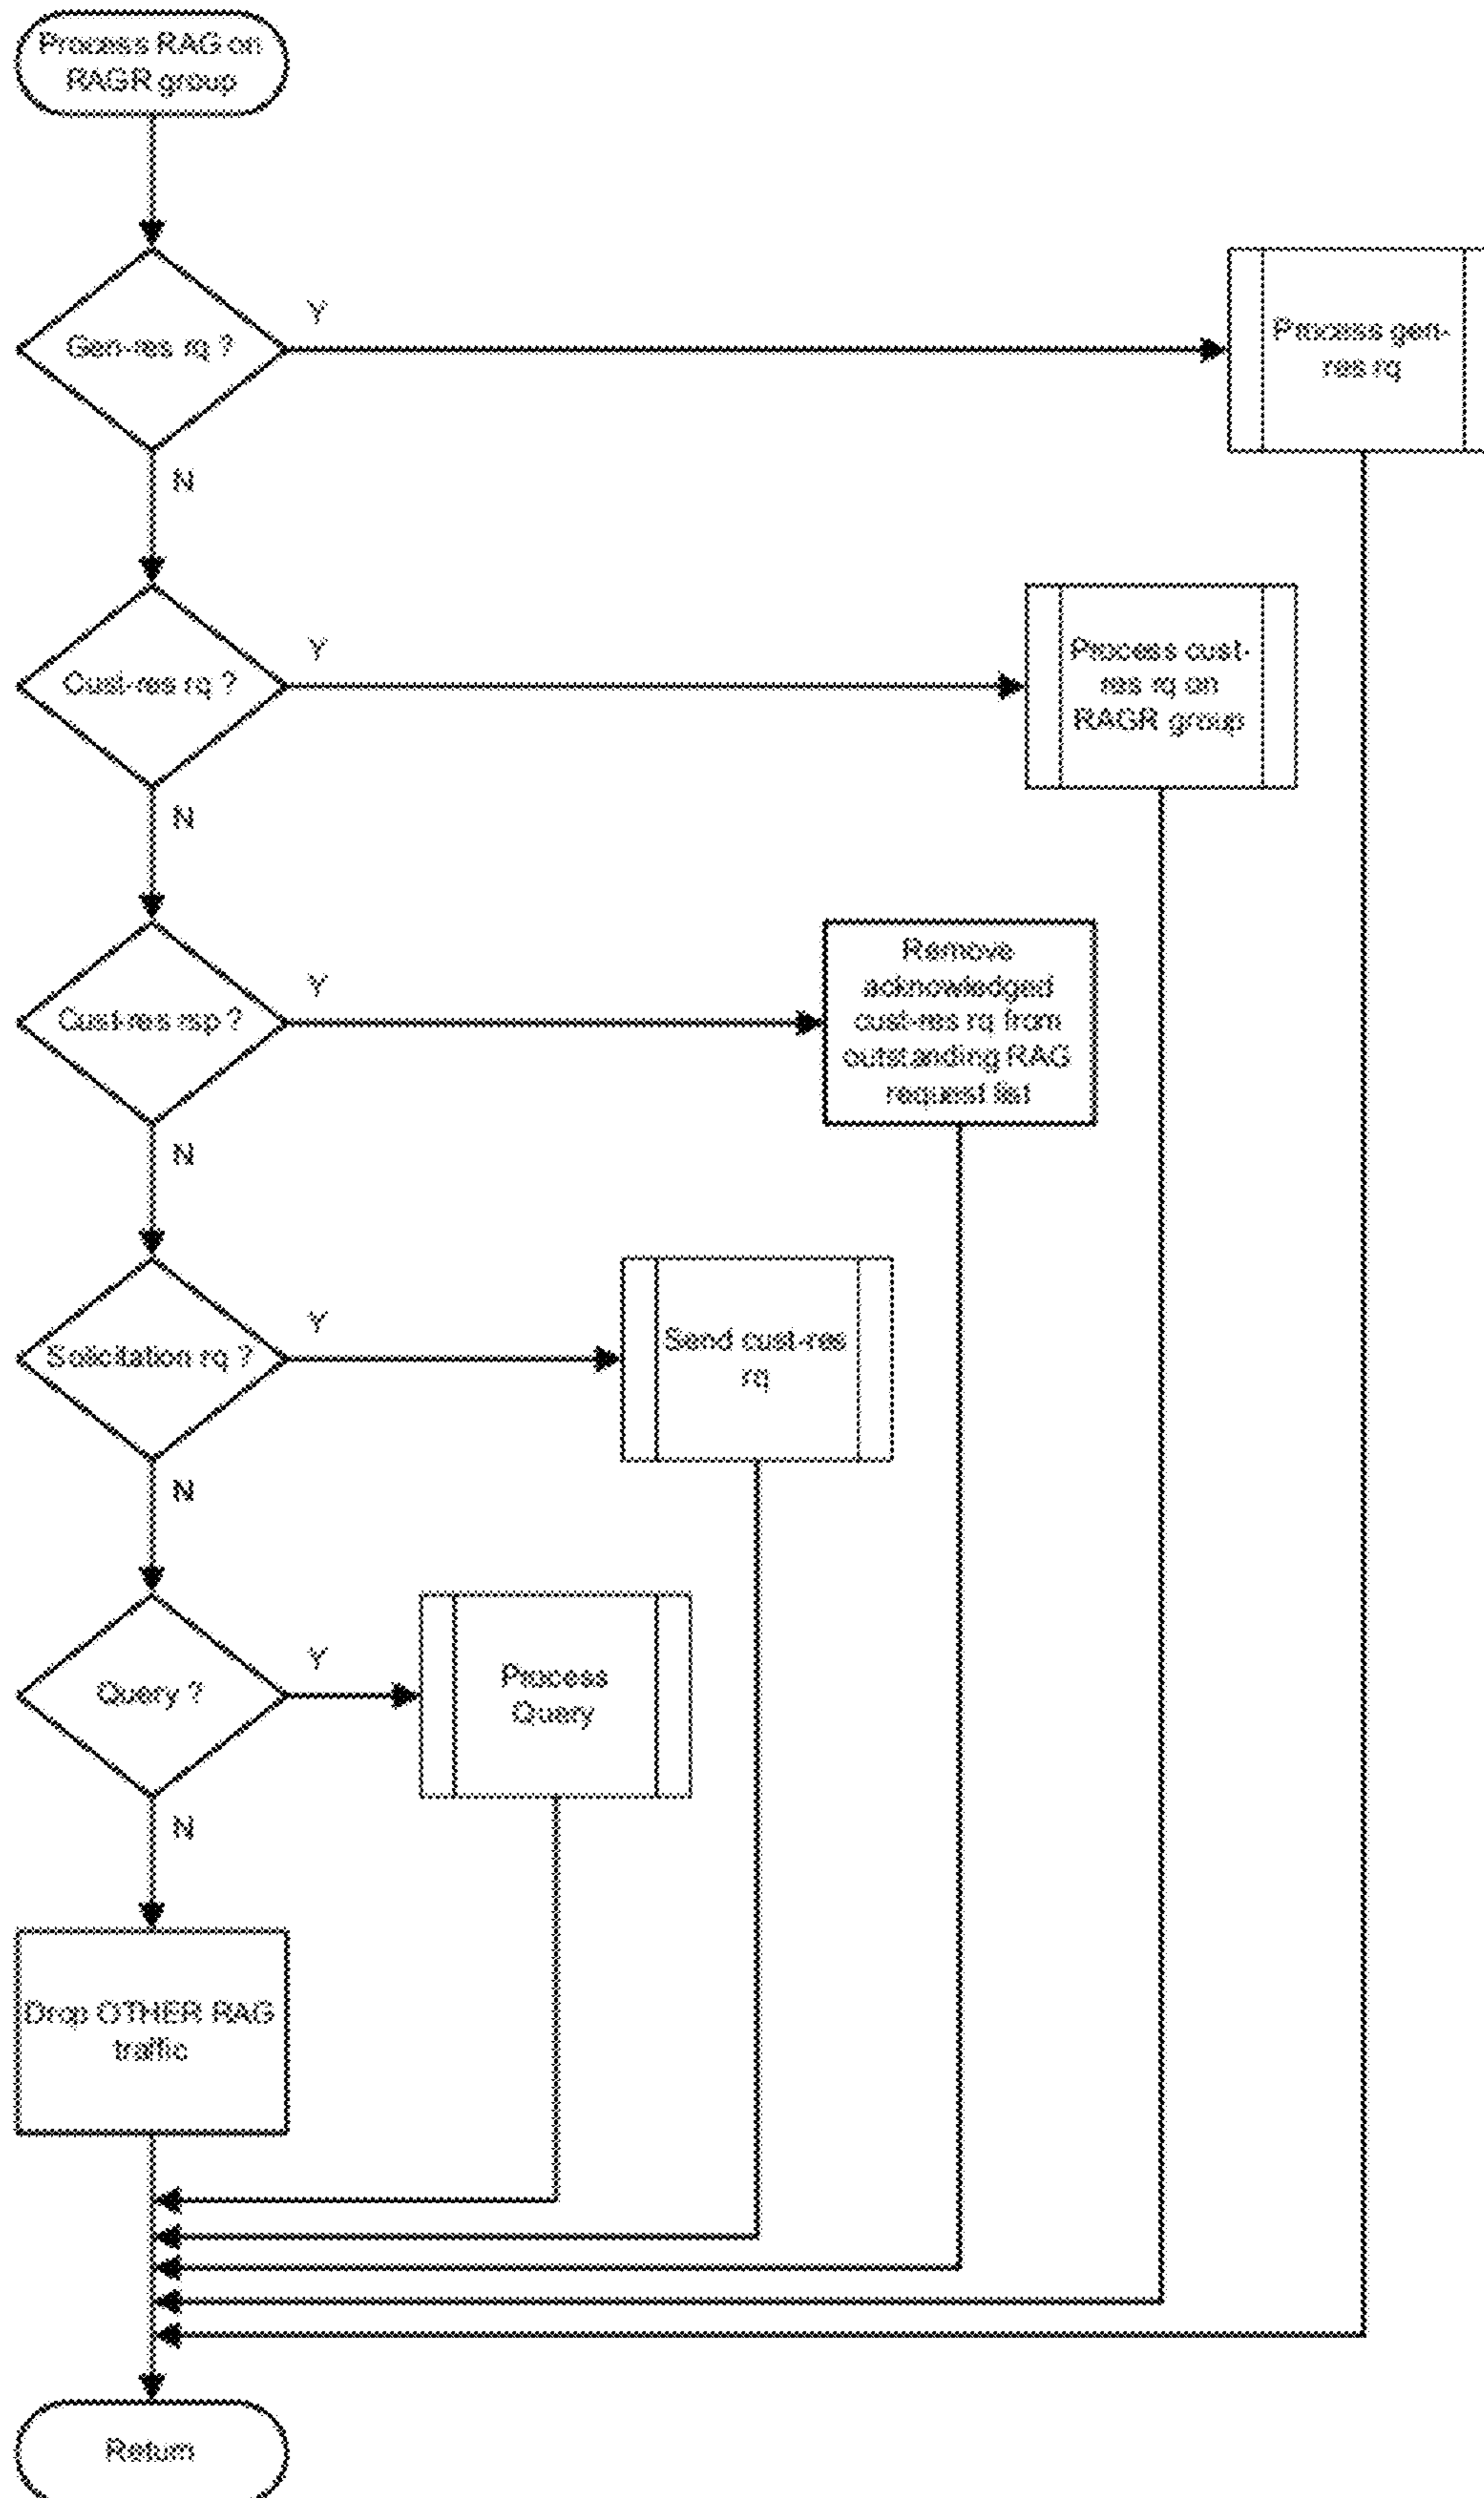 Process RAG on
RAGR group
Gen-res rq ?
Y
Process gen-
res rq
N
Cust-res rq ?
Y
Process cust-
res rq on
RAGR group
N
Cust-res rsp ?
Y
Remove
acknowledged
cust-res rq from
outstanding RAG
request list
N
Solicitation rq ?
Y
Send cust-res
rq
N
Query ?
Y
Process
Query
N
Drop OTHER RAG
traffic
Return